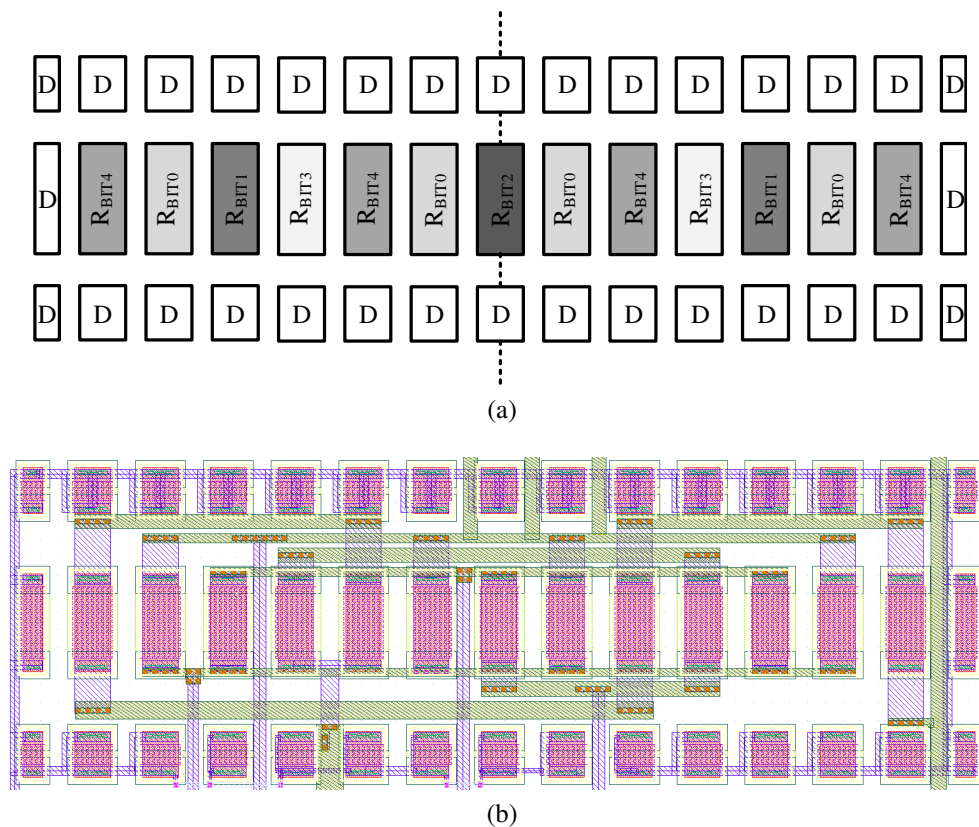 D D D D D D D D D D D D D D D
D R_BIT4 R_BIT0 R_BIT1 R_BIT3 R_BIT4 R_BIT0 R_BIT2 R_BIT0 R_BIT4 R_BIT3 R_BIT1 R_BIT0 R_BIT4 D
D D D D D D D D D D D D D D D
(a)
(b)